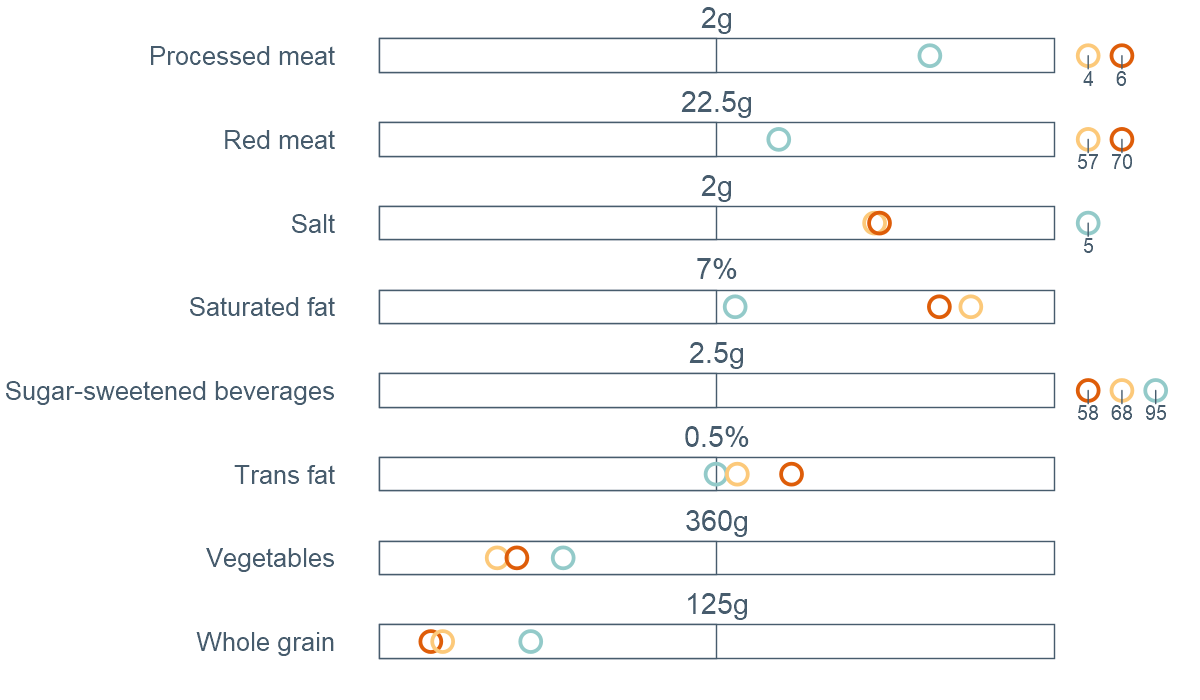 2g
Processed meat
4 6
22.5g
Red meat
57 70
2g
Salt
5
7%
Saturated fat
2.5g
Sugar-sweetened beverages
58 68 95
0.5%
Trans fat
360g
Vegetables
125g
Whole grain